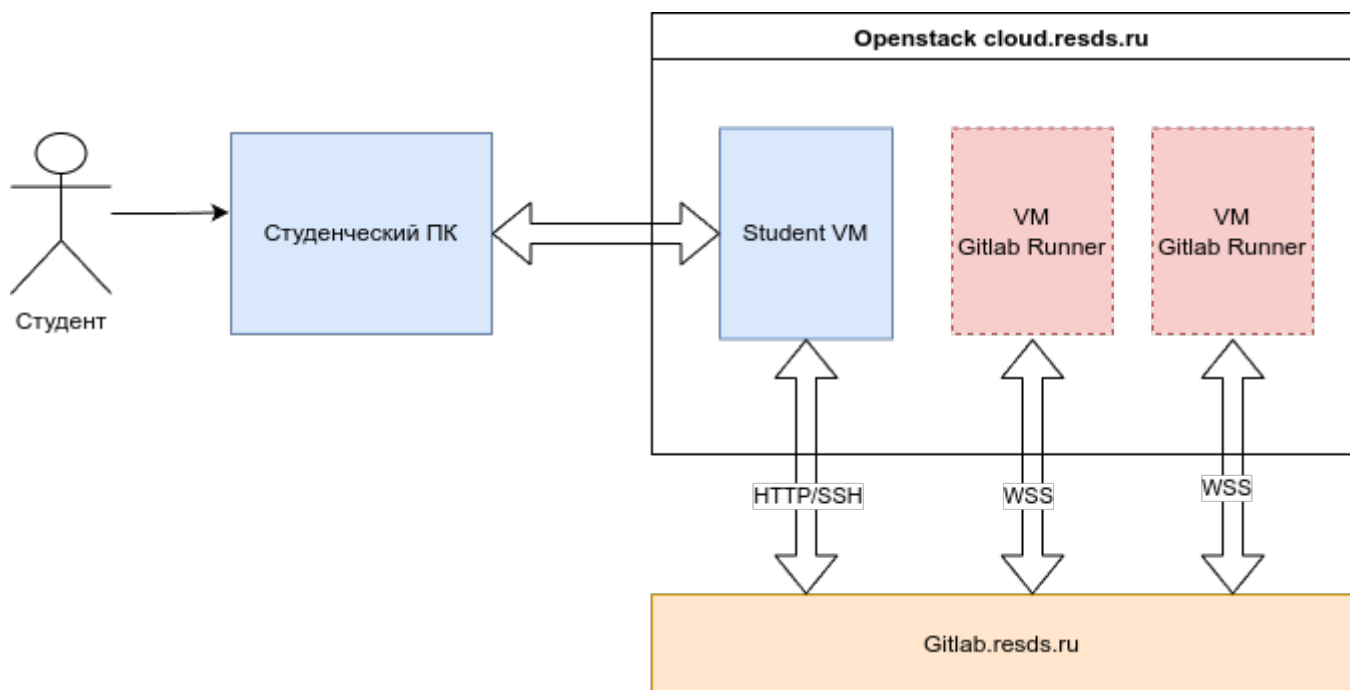 Openstack cloud.resds.ru
Студент
Студенческий ПК
Student VM
VM
Gitlab Runner
VM
Gitlab Runner
HTTP/SSH
WSS
WSS
Gitlab.resds.ru